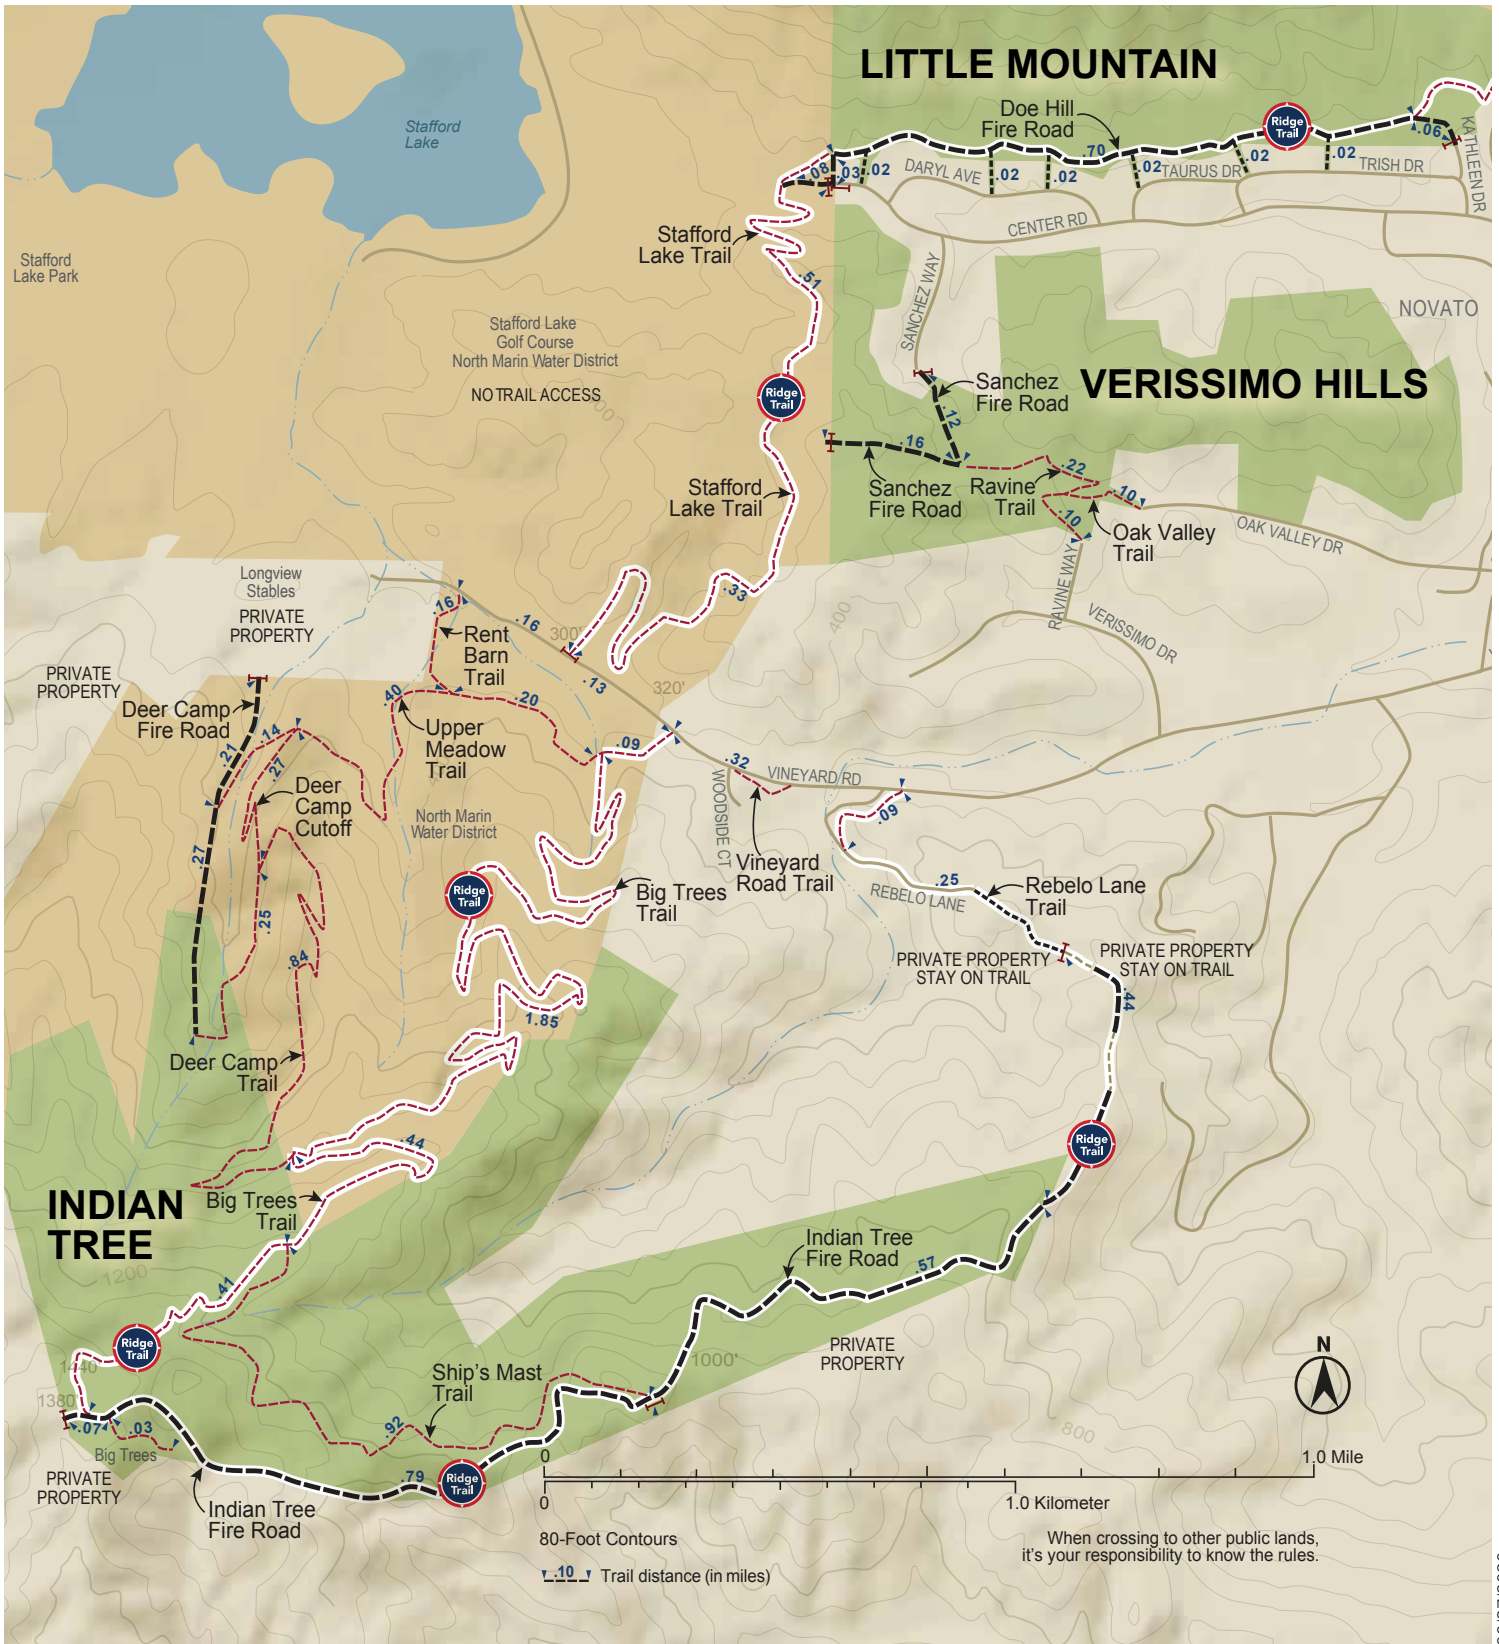 LITTLE MOUNTAIN
Stafford
Lake
Doe Hill
Fire Road
Ridge
Trail
.70
.06
.02
.02
.02
.02
.02
.02
.08
.03
DARYL AVE
TAURUS DR
TRISH DR
KATHLEEN DR
CENTER RD
Stafford
Lake Trail
.51
Stafford
Lake Park
SANCHEZ WAY
NOVATO
Stafford Lake
Golf Course
North Marin Water District
NO TRAIL ACCESS
Ridge
Trail
Sanchez
Fire Road
VERISSIMO HILLS
.12
.16
Sanchez
Fire Road
Ravine
Trail
.22
.10
.10
Oak Valley
Trail
OAK VALLEY DR
Stafford
Lake Trail
.33
RAVINE WAY
VERISSIMO DR
400
Longview
Stables
PRIVATE
PROPERTY
PRIVATE
PROPERTY
.16
.16
300'
.13
320'
Rent
Barn
Trail
Deer Camp
Fire Road
.21
.14
.27
.40
.20
.09
Upper
Meadow
Trail
Deer
Camp
Cutoff
North Marin
Water District
.32
VINEYARD RD
WOODSIDE CT
Vineyard
Road Trail
.09
.25
REBELO LANE
Rebelo Lane
Trail
.27
.25
.84
Ridge
Trail
Big Trees
Trail
PRIVATE PROPERTY
STAY ON TRAIL
PRIVATE PROPERTY
STAY ON TRAIL
.44
1.85
Deer Camp
Trail
.44
Ridge
Trail
INDIAN
TREE
Big Trees
Trail
1200
.41
Indian Tree
Fire Road
.57
Ridge
Trail
1440
1380'
PRIVATE
PROPERTY
1000'
N
Ship's Mast
Trail
.92
.07
.03
Big Trees
PRIVATE
PROPERTY
.79
Ridge
Trail
Indian Tree
Fire Road
800
0
1.0 Mile
0
1.0 Kilometer
80-Foot Contours
When crossing to other public lands,
it's your responsibility to know the rules.
.10 Trail distance (in miles)